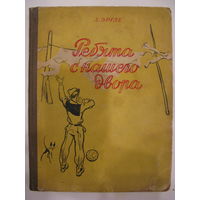 Ребята
с нашего
двора